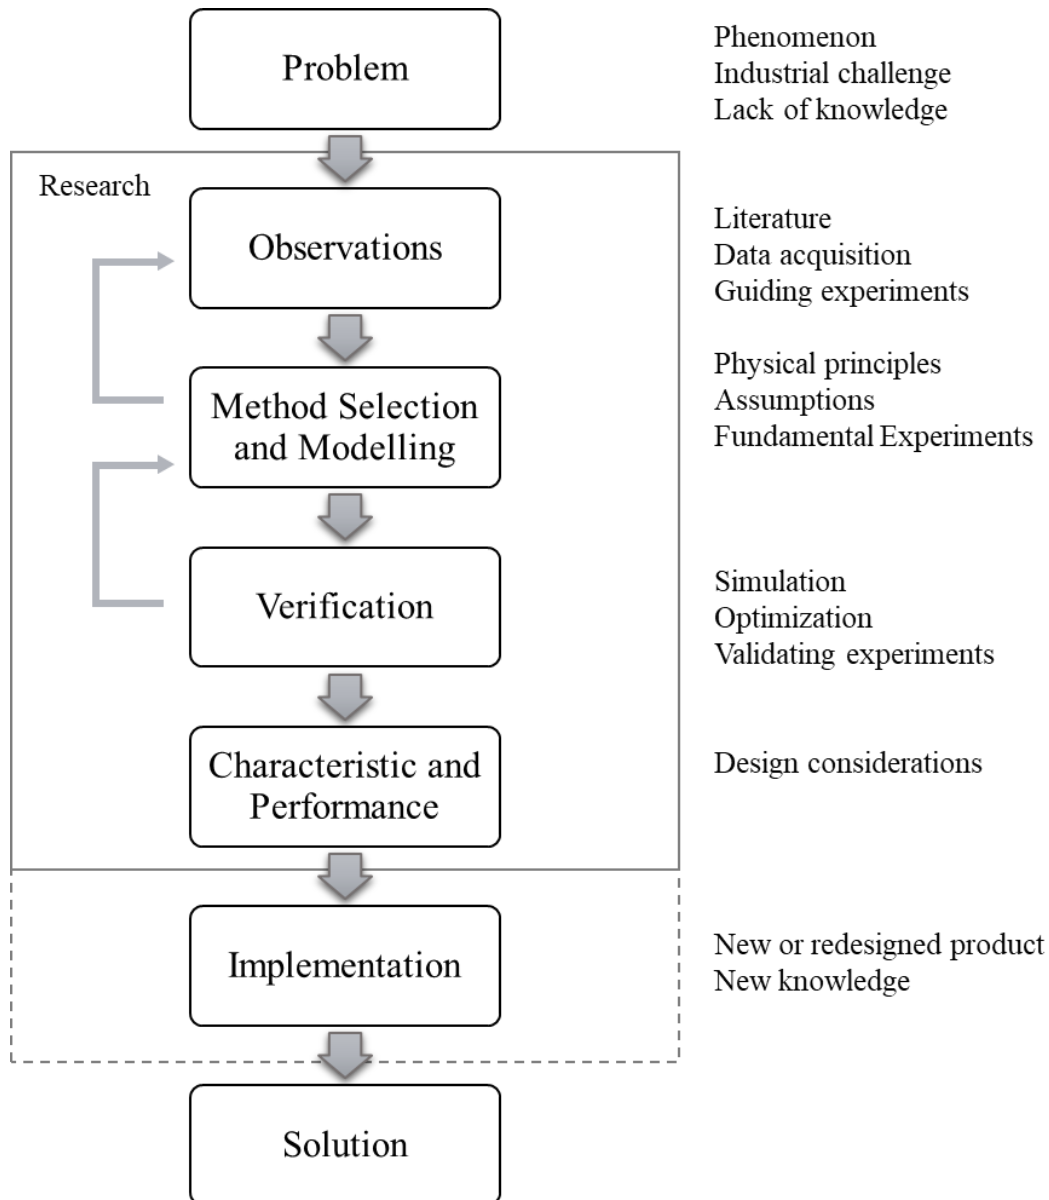 Problem
Phenomenon
Industrial challenge
Lack of knowledge
Research
Observations
Literature
Data acquisition
Guiding experiments
Method Selection
and Modelling
Physical principles
Assumptions
Fundamental Experiments
Verification
Simulation
Optimization
Validating experiments
Characteristic and
Performance
Design considerations
Implementation
New or redesigned product
New knowledge
Solution